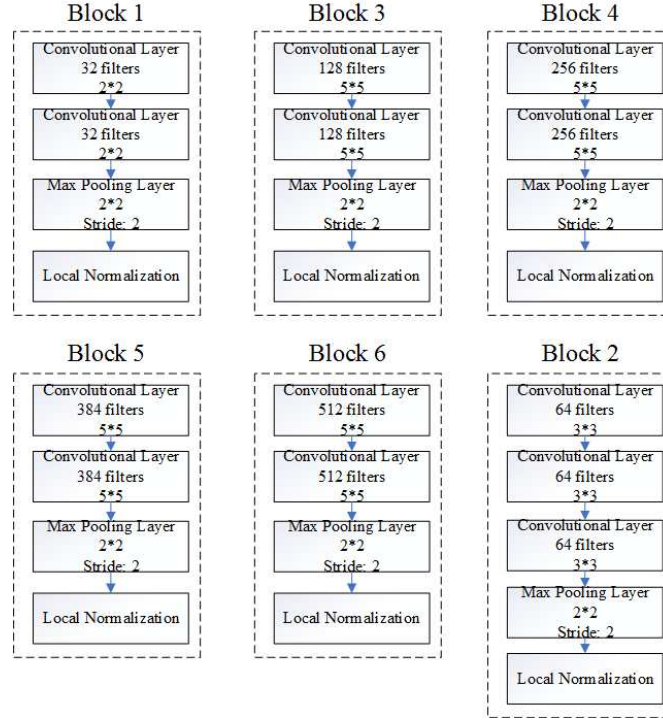 Block 1
Convolutional Layer
32 filters
2*2
Convolutional Layer
32 filters
2*2
Max Pooling Layer
2*2
Stride: 2
Local Normalization
Block 3
Convolutional Layer
128 filters
5*5
Convolutional Layer
128 filters
5*5
Max Pooling Layer
2*2
Stride: 2
Local Normalization
Block 4
Convolutional Layer
256 filters
5*5
Convolutional Layer
256 filters
5*5
Max Pooling Layer
2*2
Stride: 2
Local Normalization
Block 5
Convolutional Layer
384 filters
5*5
Convolutional Layer
384 filters
5*5
Max Pooling Layer
2*2
Stride: 2
Local Normalization
Block 6
Convolutional Layer
512 filters
5*5
Convolutional Layer
512 filters
5*5
Max Pooling Layer
2*2
Stride: 2
Local Normalization
Block 2
Convolutional Layer
64 filters
3*3
Convolutional Layer
64 filters
3*3
Convolutional Layer
64 filters
3*3
Max Pooling Layer
2*2
Stride: 2
Local Normalization